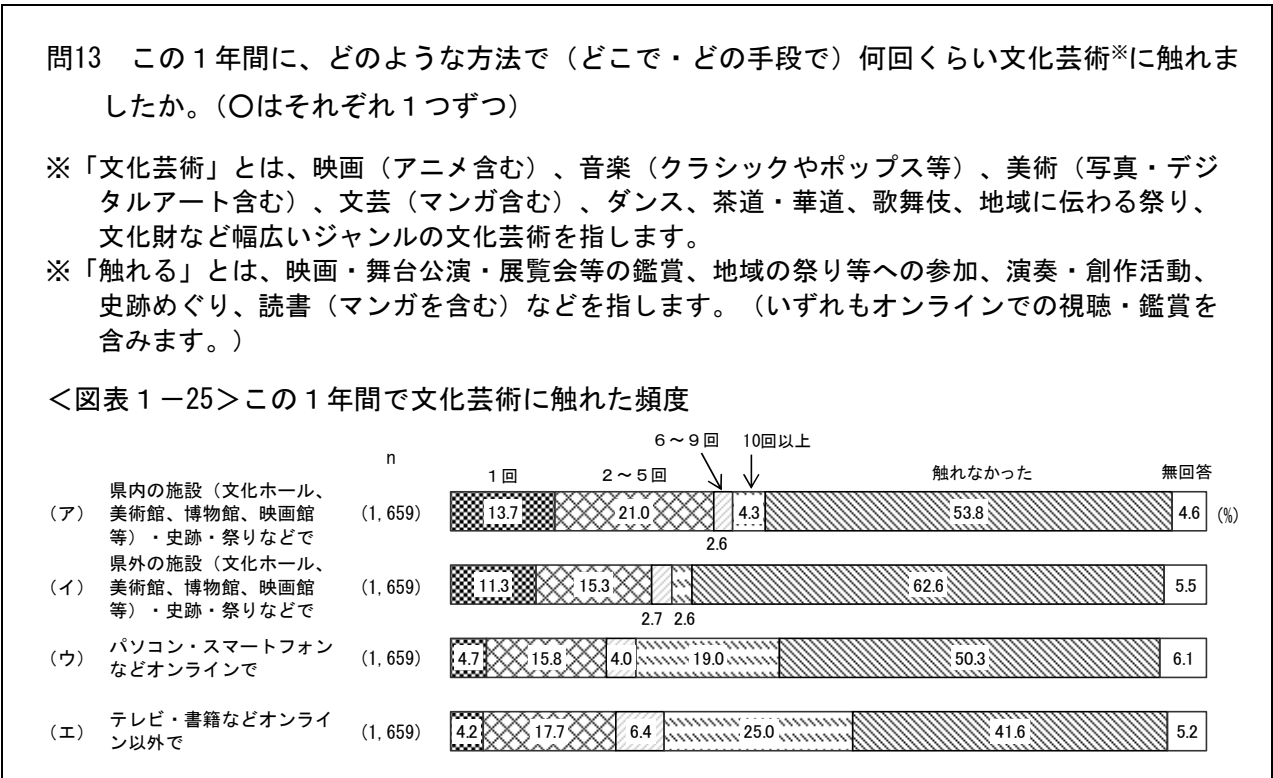 問13　この１年間に、どのような方法で（どこで・どの手段で）何回くらい文化芸術※に触れま
したか。（〇はそれぞれ１つずつ）
※「文化芸術」とは、映画（アニメ含む）、音楽（クラシックやポップス等）、美術（写真・デジ
タルアート含む）、文芸（マンガ含む）、ダンス、茶道・華道、歌舞伎、地域に伝わる祭り、
文化財など幅広いジャンルの文化芸術を指します。
※「触れる」とは、映画・舞台公演・展覧会等の鑑賞、地域の祭り等への参加、演奏・創作活動、
史跡めぐり、読書（マンガを含む）などを指します。（いずれもオンラインでの視聴・鑑賞を
含みます。）
＜図表１－25＞この１年間で文化芸術に触れた頻度
６～９回　10回以上
n
１回　２～５回　触れなかった　無回答
県内の施設（文化ホール、
（ア）　美術館、博物館、映画館　(1,659)　13.7　21.0　4.3　53.8　4.6　(%)
等）・史跡・祭りなどで
2.6
県外の施設（文化ホール、
（イ）　美術館、博物館、映画館　(1,659)　11.3　15.3　62.6　5.5
等）・史跡・祭りなどで
2.7　2.6
パソコン・スマートフォン
（ウ）　(1,659)　4.7　15.8　4.0　19.0　50.3　6.1
などオンラインで
テレビ・書籍などオンライ
（エ）　(1,659)　4.2　17.7　6.4　25.0　41.6　5.2
ン以外で